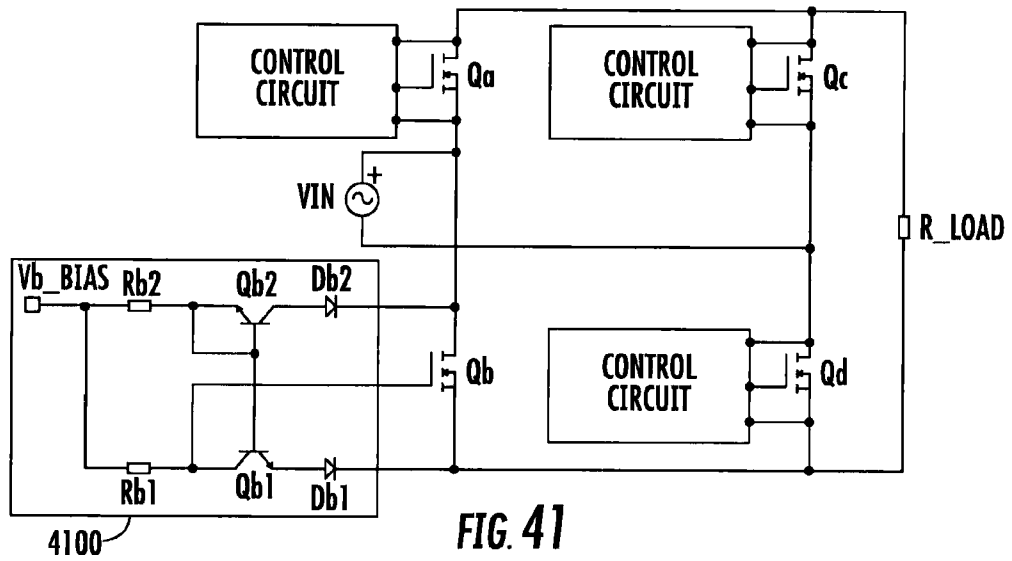 CONTROL
CIRCUIT
Qa
CONTROL
CIRCUIT
Qc
+
VIN
R_LOAD
Vb_BIAS
Rb2
Qb2
Db2
Qb
CONTROL
CIRCUIT
Qd
Rb1
Qb1
Db1
4100
FIG. 41